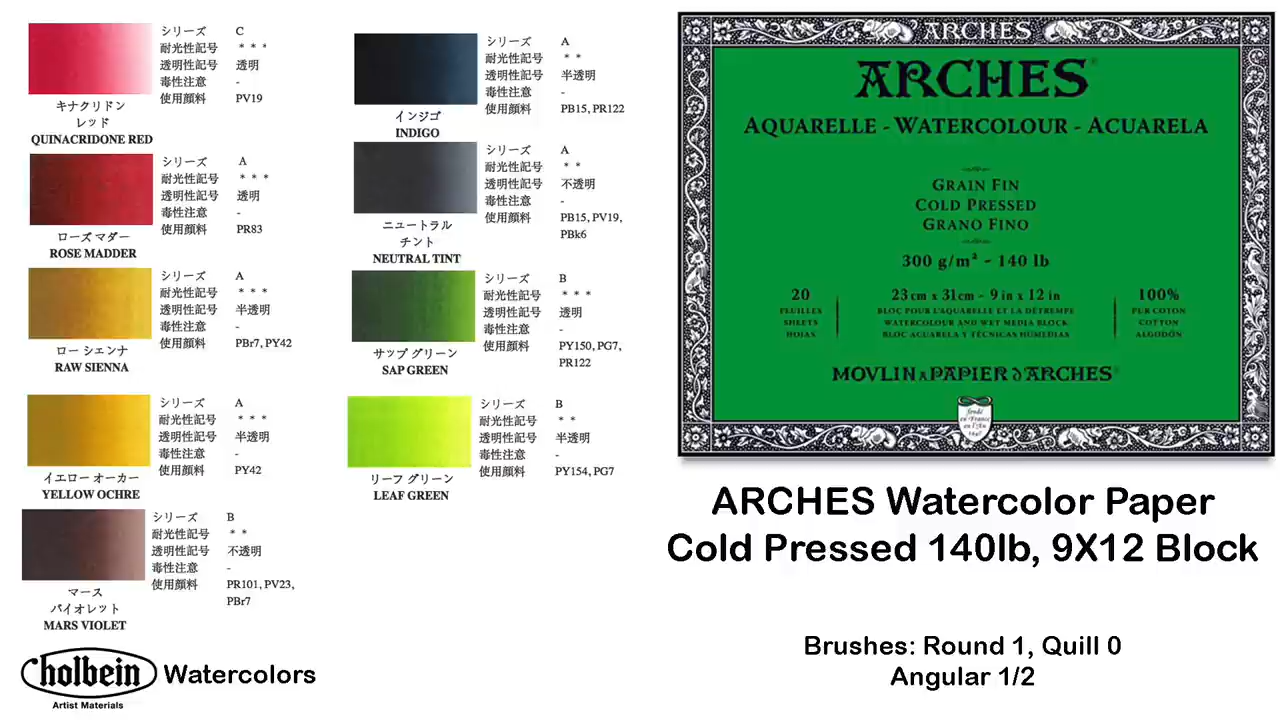 シリーズ C
耐光性記号 ＊＊＊
透明性記号 透明
毒性注意 -
使用顔料 PV19
キナクリドン
レッド
QUINACRIDONE RED
シリーズ A
耐光性記号 ＊＊＊
透明性記号 透明
毒性注意 -
使用顔料 PR83
ローズ マダー
ROSE MADDER
シリーズ A
耐光性記号 ＊＊＊
透明性記号 半透明
毒性注意 -
使用顔料 PBr7, PY42
ロー シェンナ
RAW SIENNA
シリーズ A
耐光性記号 ＊＊＊
透明性記号 半透明
毒性注意 -
使用顔料 PY42
イエロー オーカー
YELLOW OCHRE
シリーズ B
耐光性記号 ＊＊
透明性記号 不透明
毒性注意 -
使用顔料 PR101, PV23,
PBr7
マース
バイオレット
MARS VIOLET
holbein Watercolors
Artist Materials
シリーズ A
耐光性記号 ＊＊
透明性記号 半透明
毒性注意 -
使用顔料 PB15, PR122
インジゴ
INDIGO
シリーズ A
耐光性記号 ＊＊
透明性記号 不透明
毒性注意 -
使用顔料 PB15, PV19,
PBk6
ニュートラル
チント
NEUTRAL TINT
シリーズ B
耐光性記号 ＊＊＊
透明性記号 透明
毒性注意 -
使用顔料 PY150, PG7,
PR122
サップ グリーン
SAP GREEN
シリーズ B
耐光性記号 ＊＊
透明性記号 半透明
毒性注意 -
使用顔料 PY154, PG7
リーフ グリーン
LEAF GREEN
ARCHES
ARCHES®
AQUARELLE - WATERCOLOUR - ACUARELA
GRAIN FIN
COLD PRESSED
GRANO FINO
300 g/m² - 140 lb
20
FEUILLES
SHEETS
HOJAS
23 cm x 31cm - 9 in x 12 in
BLOC POUR L'AQUARELLE ET LA DÉTREMPE
WATERCOLOUR AND WET MEDIA BLOCK
BLOC ACUARELA Y TÉCNICAS HÚMEDAS
100%
PUR COTON
COTTON
ALGODÓN
MOVLIN A PAPIER D ARCHES®
fondé
en France
en l'An
1492
ARCHES Watercolor Paper
Cold Pressed 140lb, 9X12 Block
Brushes: Round 1, Quill 0
Angular 1/2